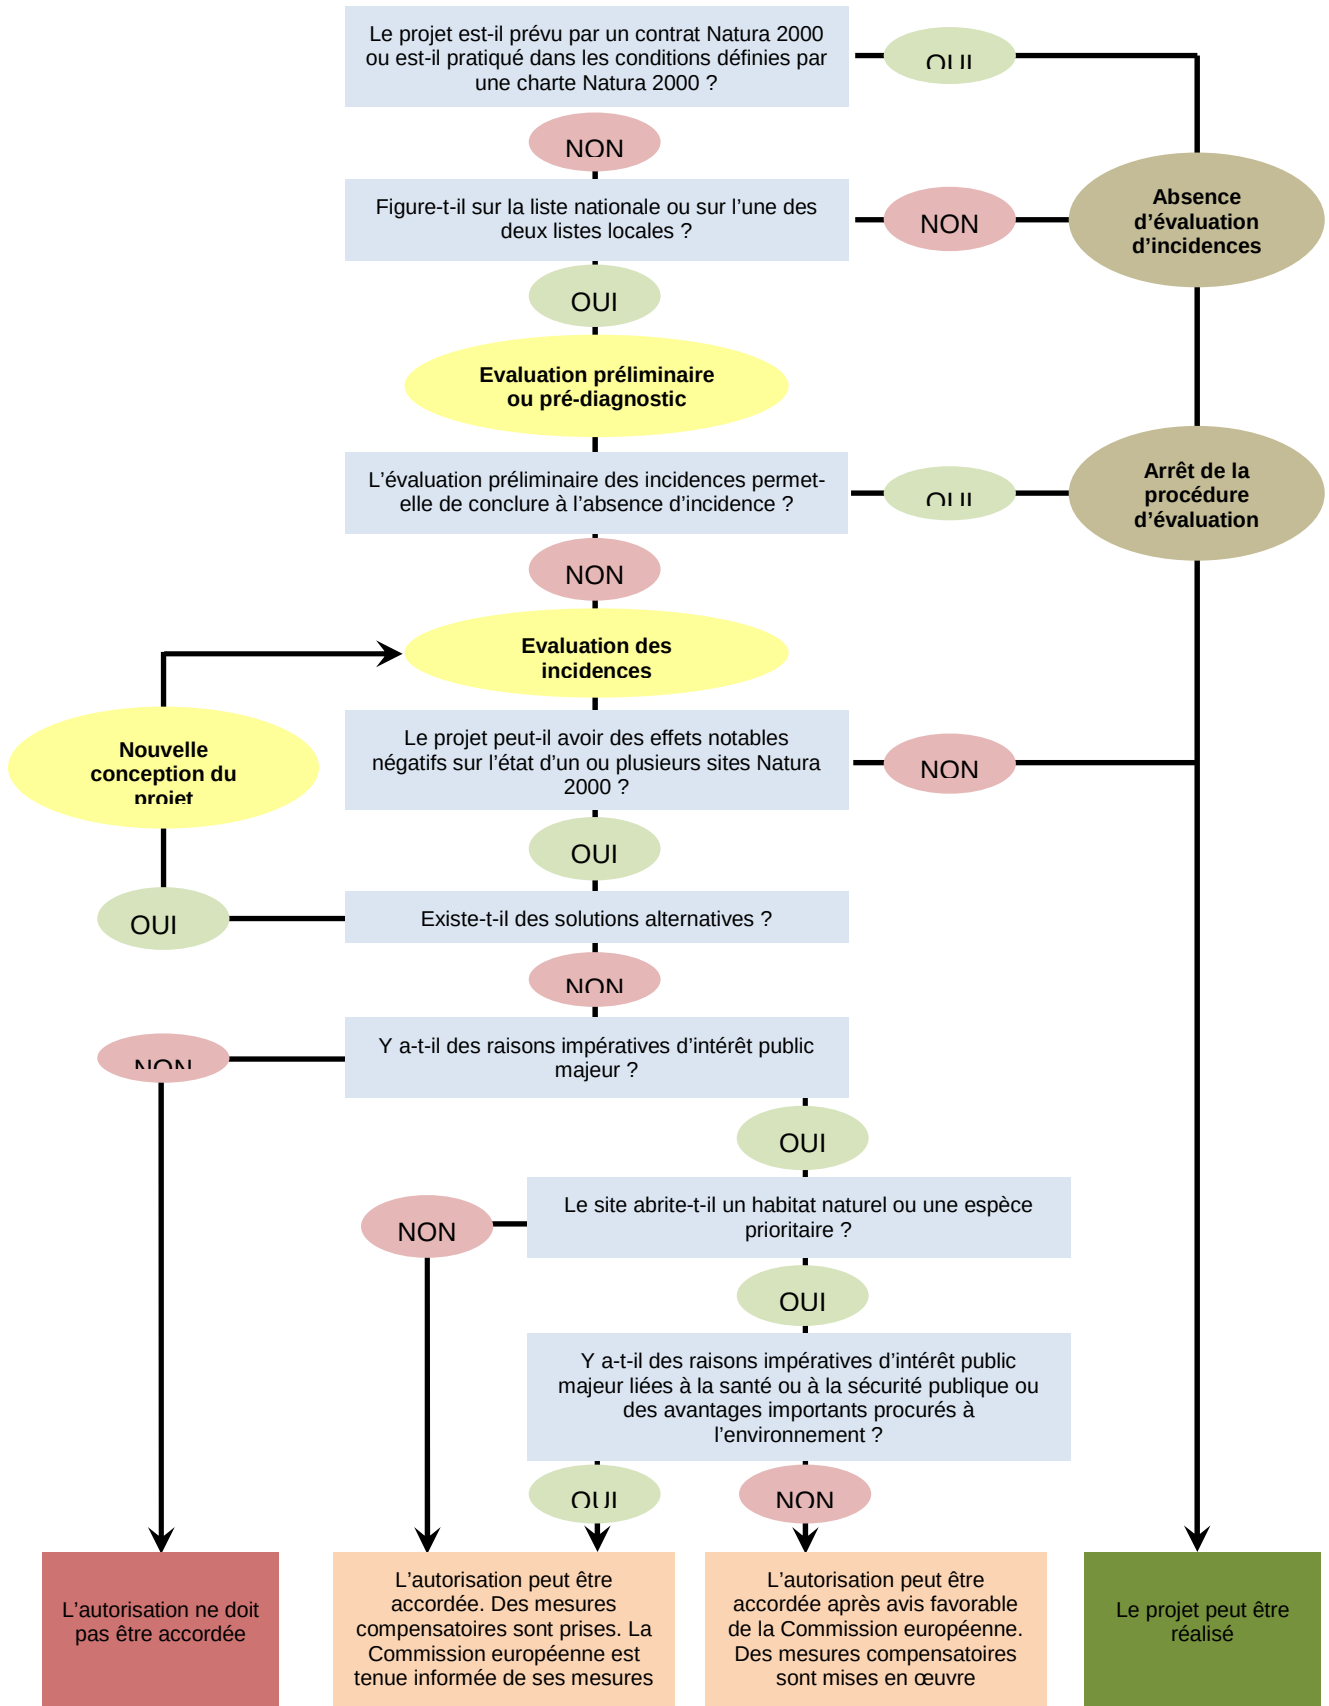 Le projet est-il prévu par un contrat Natura 2000
ou est-il pratiqué dans les conditions définies par
une charte Natura 2000 ?
OUI
NON
Figure-t-il sur la liste nationale ou sur l’une des
deux listes locales ?
NON
Absence
d’évaluation
d’incidences
OUI
Evaluation préliminaire
ou pré-diagnostic
L’évaluation préliminaire des incidences permet-
elle de conclure à l’absence d’incidence ?
OUI
Arrêt de la
procédure
d’évaluation
NON
Evaluation des
incidences
Nouvelle
conception du
projet
Le projet peut-il avoir des effets notables
négatifs sur l’état d’un ou plusieurs sites Natura
2000 ?
NON
OUI
OUI
Existe-t-il des solutions alternatives ?
NON
NON
Y a-t-il des raisons impératives d’intérêt public
majeur ?
OUI
NON
Le site abrite-t-il un habitat naturel ou une espèce
prioritaire ?
OUI
Y a-t-il des raisons impératives d’intérêt public
majeur liées à la santé ou à la sécurité publique ou
des avantages importants procurés à
l’environnement ?
OUI
NON
L’autorisation ne doit
pas être accordée
L’autorisation peut être
accordée. Des mesures
compensatoires sont prises. La
Commission européenne est
tenue informée de ses mesures
L’autorisation peut être
accordée après avis favorable
de la Commission européenne.
Des mesures compensatoires
sont mises en œuvre
Le projet peut être
réalisé